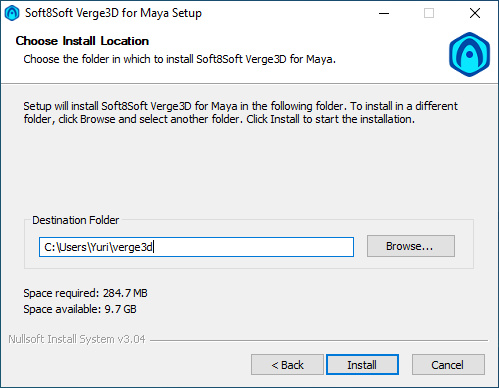 Soft8Soft Verge3D for Maya Setup
Choose Install Location
Choose the folder in which to install Soft8Soft Verge3D for Maya.
Setup will install Soft8Soft Verge3D for Maya in the following folder. To install in a different
folder, click Browse and select another folder. Click Install to start the installation.
Destination Folder
C:\Users\Yuri\verge3d
Browse...
Space required: 284.7 MB
Space available: 9.7 GB
Nullsoft Install System v3.04
< Back
Install
Cancel